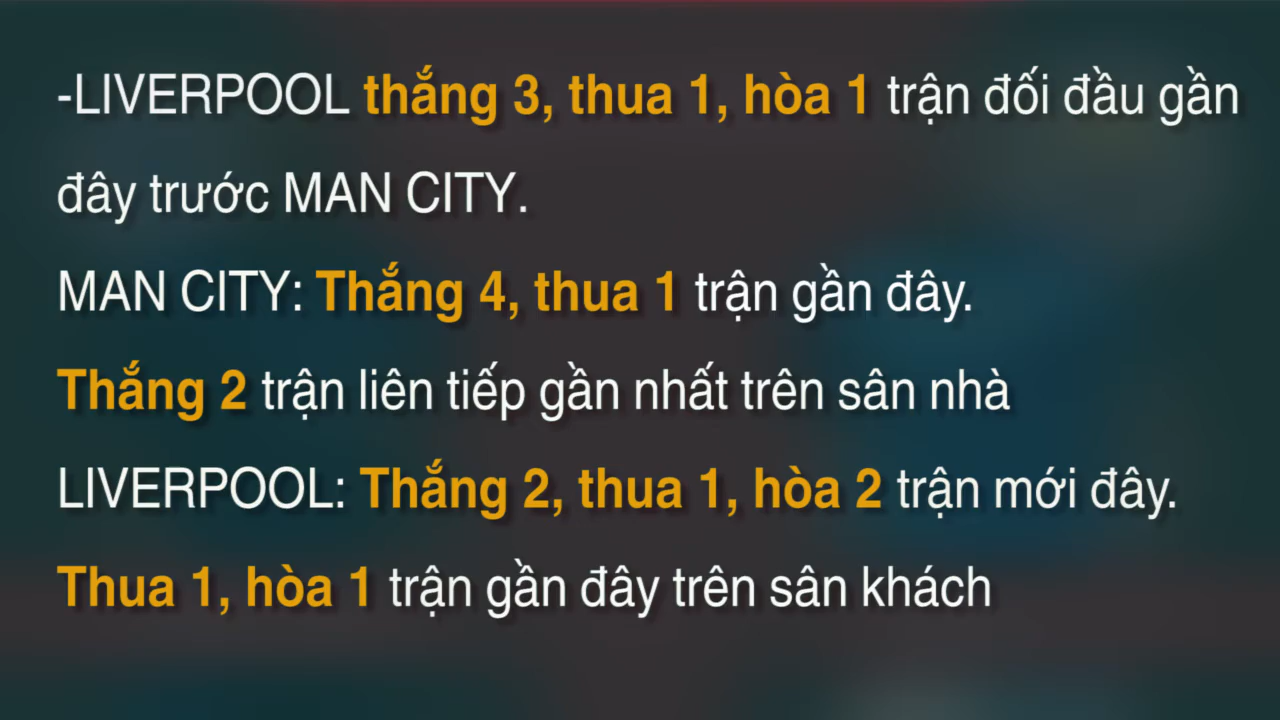 -LIVERPOOL thắng 3, thua 1, hòa 1 trận đối đầu gần
đây trước MAN CITY.
MAN CITY: Thắng 4, thua 1 trận gần đây.
Thắng 2 trận liên tiếp gần nhất trên sân nhà
LIVERPOOL: Thắng 2, thua 1, hòa 2 trận mới đây.
Thua 1, hòa 1 trận gần đây trên sân khách